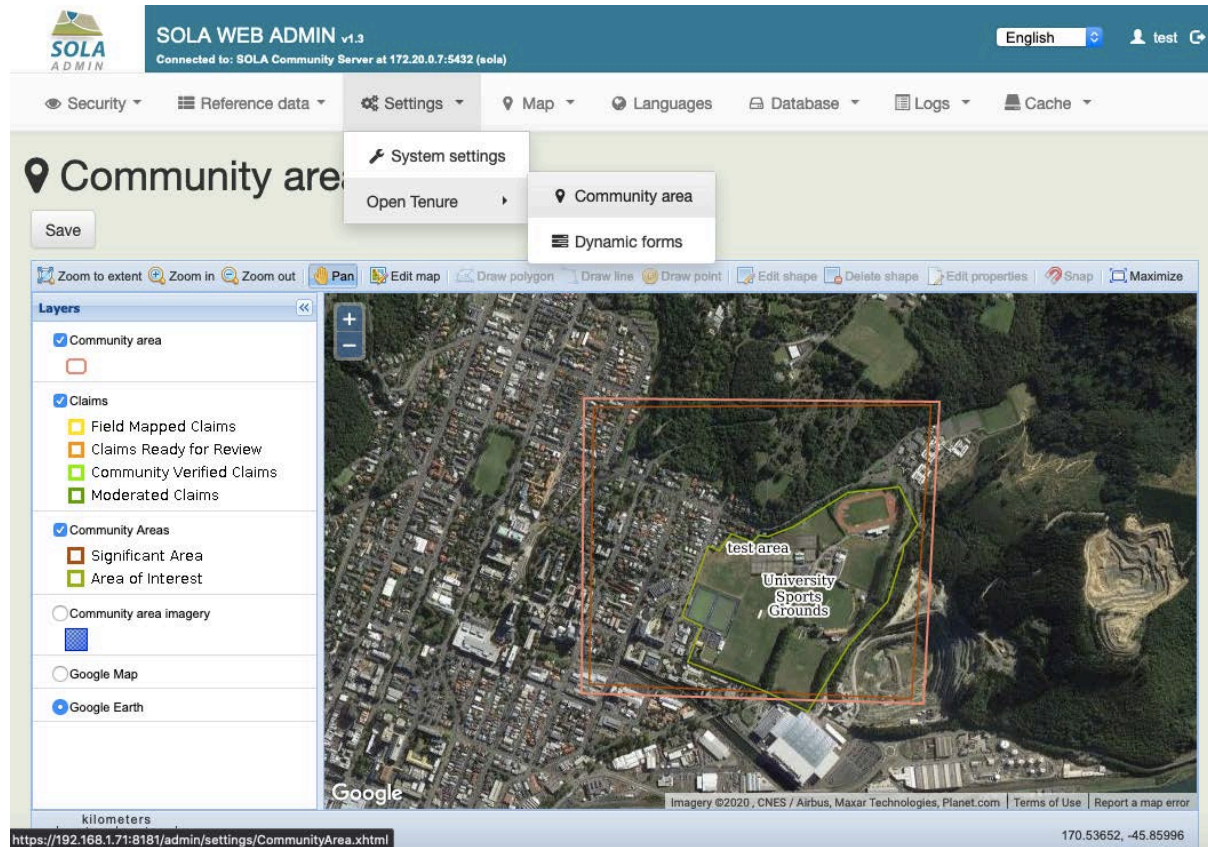 SOLA
ADMIN
SOLA WEB ADMIN v1.3
Connected to: SOLA Community Server at 172.20.0.7:5432 (sola)
English
test
Security
Reference data
Settings
Map
Languages
Database
Logs
Cache
System settings
Open Tenure
Community area
Dynamic forms
Community are
Save
Zoom to extent
Zoom in
Zoom out
Pan
Edit map
Draw polygon
Draw line
Draw point
Edit shape
Delete shape
Edit properties
Snap
Maximize
Layers
+
−
Community area
Claims
Field Mapped Claims
Claims Ready for Review
Community Verified Claims
Moderated Claims
Community Areas
Significant Area
Area of Interest
Community area imagery
Google Map
Google Earth
test area
University
Sports
Grounds
Google
Imagery ©2020 , CNES / Airbus, Maxar Technologies, Planet.com
Terms of Use
Report a map error
kilometers
https://192.168.1.71:8181/admin/settings/CommunityArea.xhtml
170.53652, -45.85996